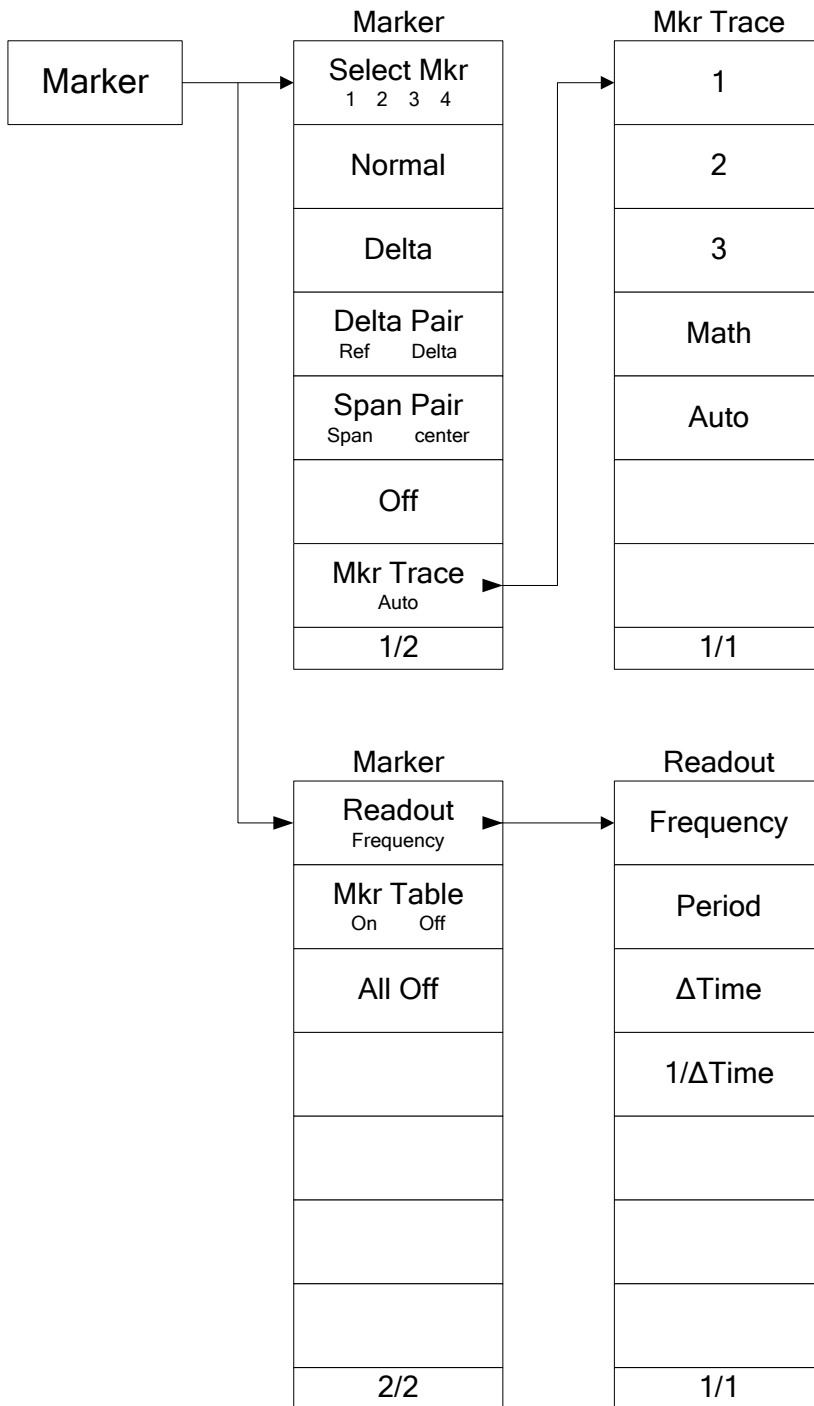 Marker
Marker
Select Mkr
1 2 3 4
Normal
Delta
Delta Pair
Ref Delta
Span Pair
Span center
Off
Mkr Trace
Auto
1/2
Mkr Trace
1
2
3
Math
Auto
1/1
Marker
Readout
Frequency
Mkr Table
On Off
All Off
2/2
Readout
Frequency
Period
ΔTime
1/ΔTime
1/1